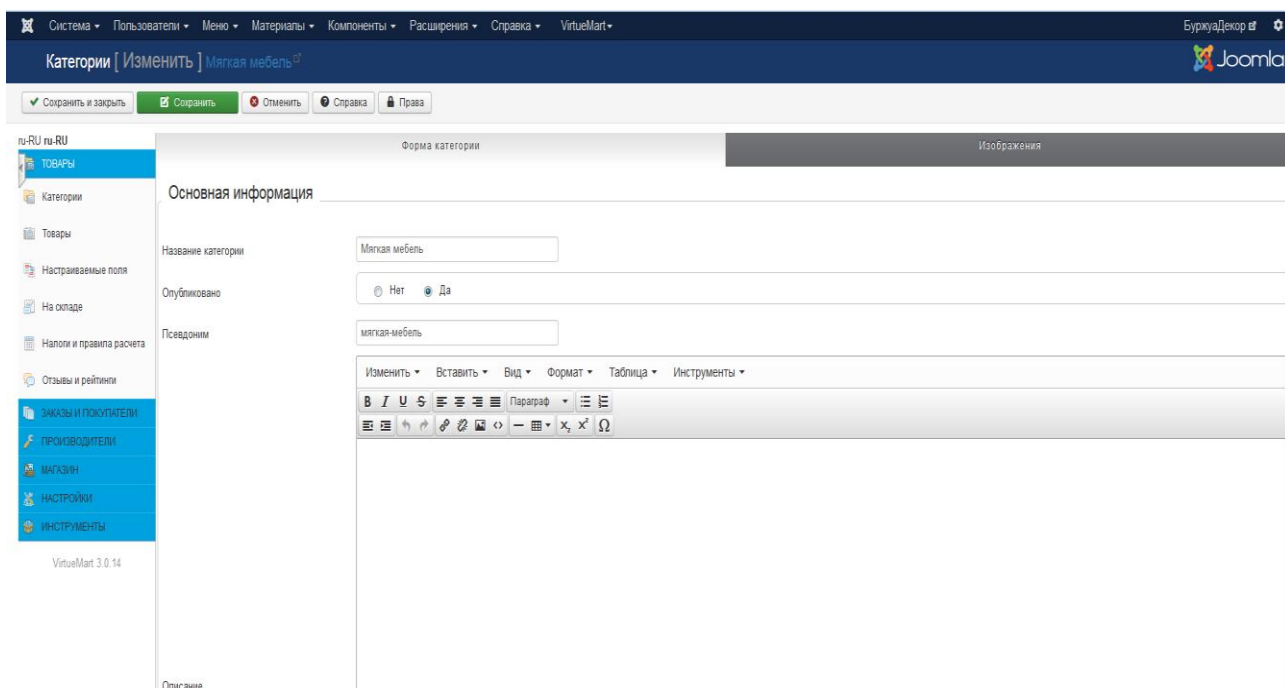 Система Пользователи Меню Материалы Компоненты Расширения Справка VirtueMart БуржуаДекор
Категории [ Изменить ] Мягкая мебель
Joomla
Сохранить и закрыть Сохранить Отменить Справка Права
ru-RU ru-RU
Форма категории Изображения
ТОВАРЫ
Категории
Товары
Настраиваемые поля
На складе
Налоги и правила расчета
Отзывы и рейтинги
ЗАКАЗЫ И ПОКУПАТЕЛИ
ПРОИЗВОДИТЕЛИ
МАГАЗИН
НАСТРОЙКИ
ИНСТРУМЕНТЫ
VirtueMart 3.0.14
Основная информация
Название категории Мягкая мебель
Опубликовано Нет Да
Псевдоним мягкая-мебель
Изменить Вставить Вид Формат Таблица Инструменты
B I U S Параграф
x₂ x² Ω
Описание